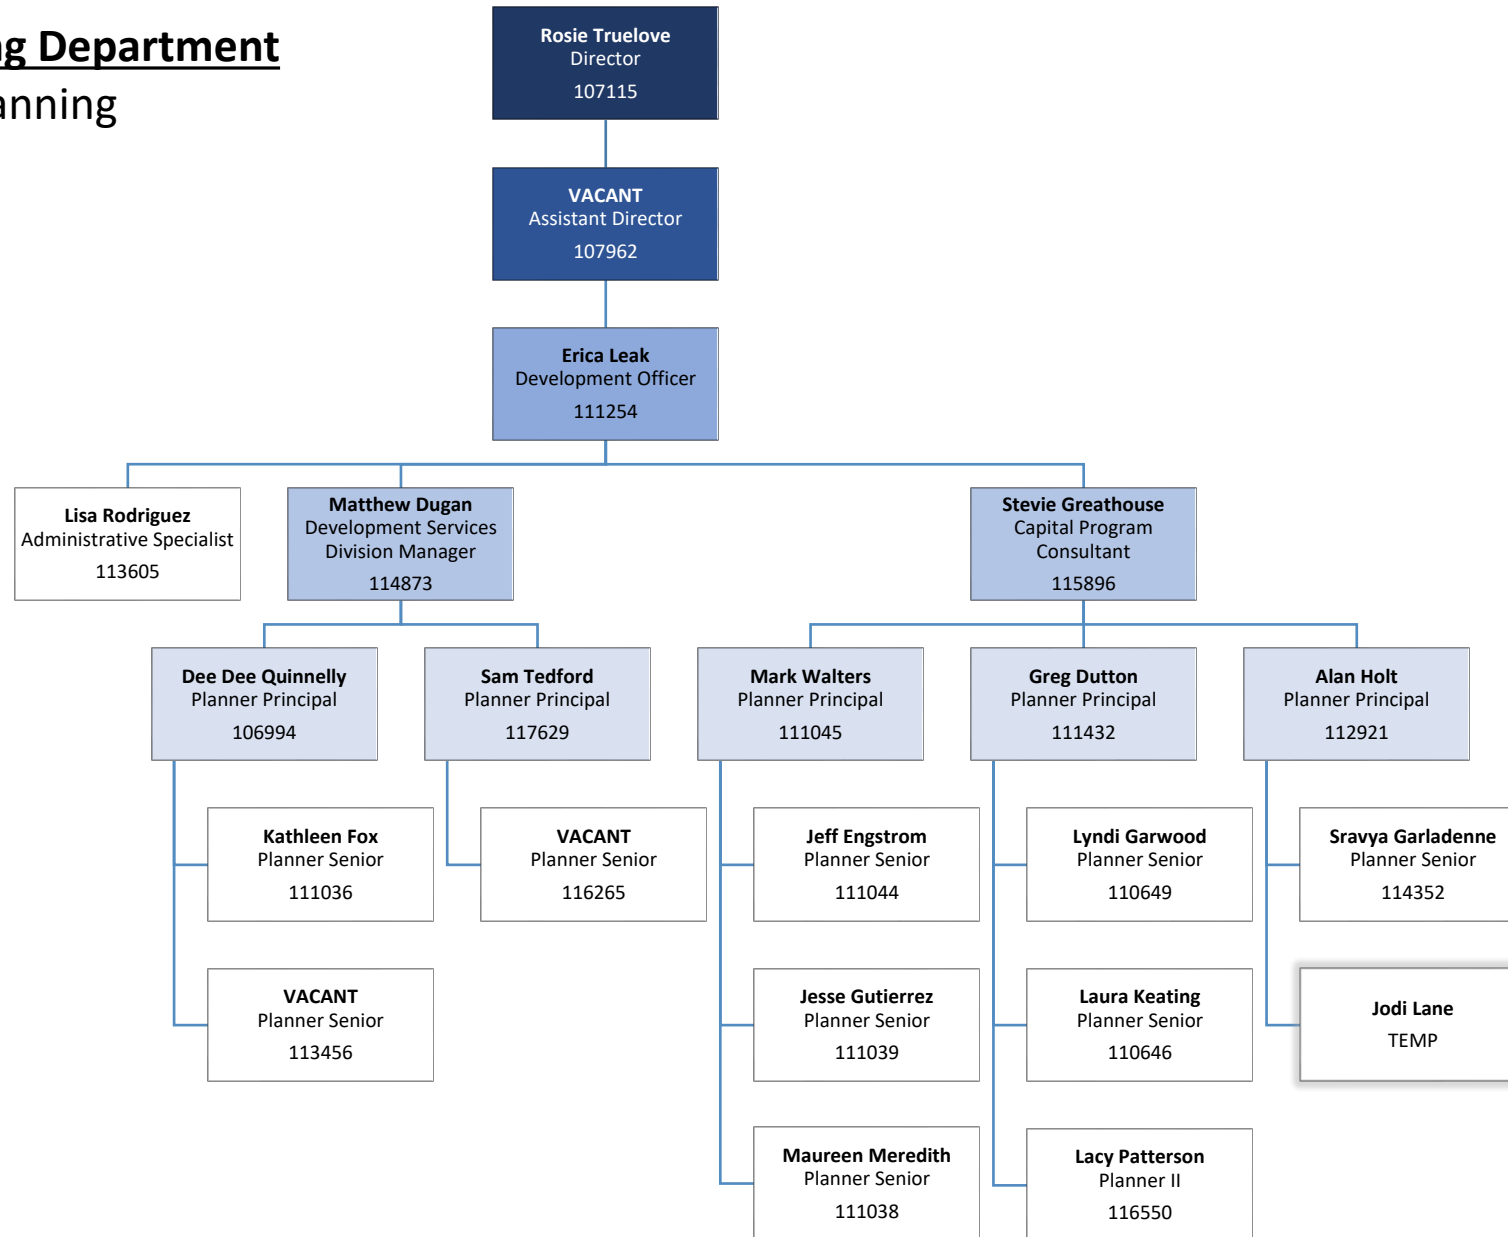 ng Department
anning
Rosie Truelove
Director
107115
VACANT
Assistant Director
107962
Erica Leak
Development Officer
111254
Lisa Rodriguez
Administrative Specialist
113605
Matthew Dugan
Development Services
Division Manager
114873
Stevie Greathouse
Capital Program
Consultant
115896
Dee Dee Quinnelly
Planner Principal
106994
Sam Tedford
Planner Principal
117629
Mark Walters
Planner Principal
111045
Greg Dutton
Planner Principal
111432
Alan Holt
Planner Principal
112921
Kathleen Fox
Planner Senior
111036
VACANT
Planner Senior
116265
Jeff Engstrom
Planner Senior
111044
Lyndi Garwood
Planner Senior
110649
Sravya Garladenne
Planner Senior
114352
VACANT
Planner Senior
113456
Jesse Gutierrez
Planner Senior
111039
Laura Keating
Planner Senior
110646
Jodi Lane
TEMP
Maureen Meredith
Planner Senior
111038
Lacy Patterson
Planner II
116550